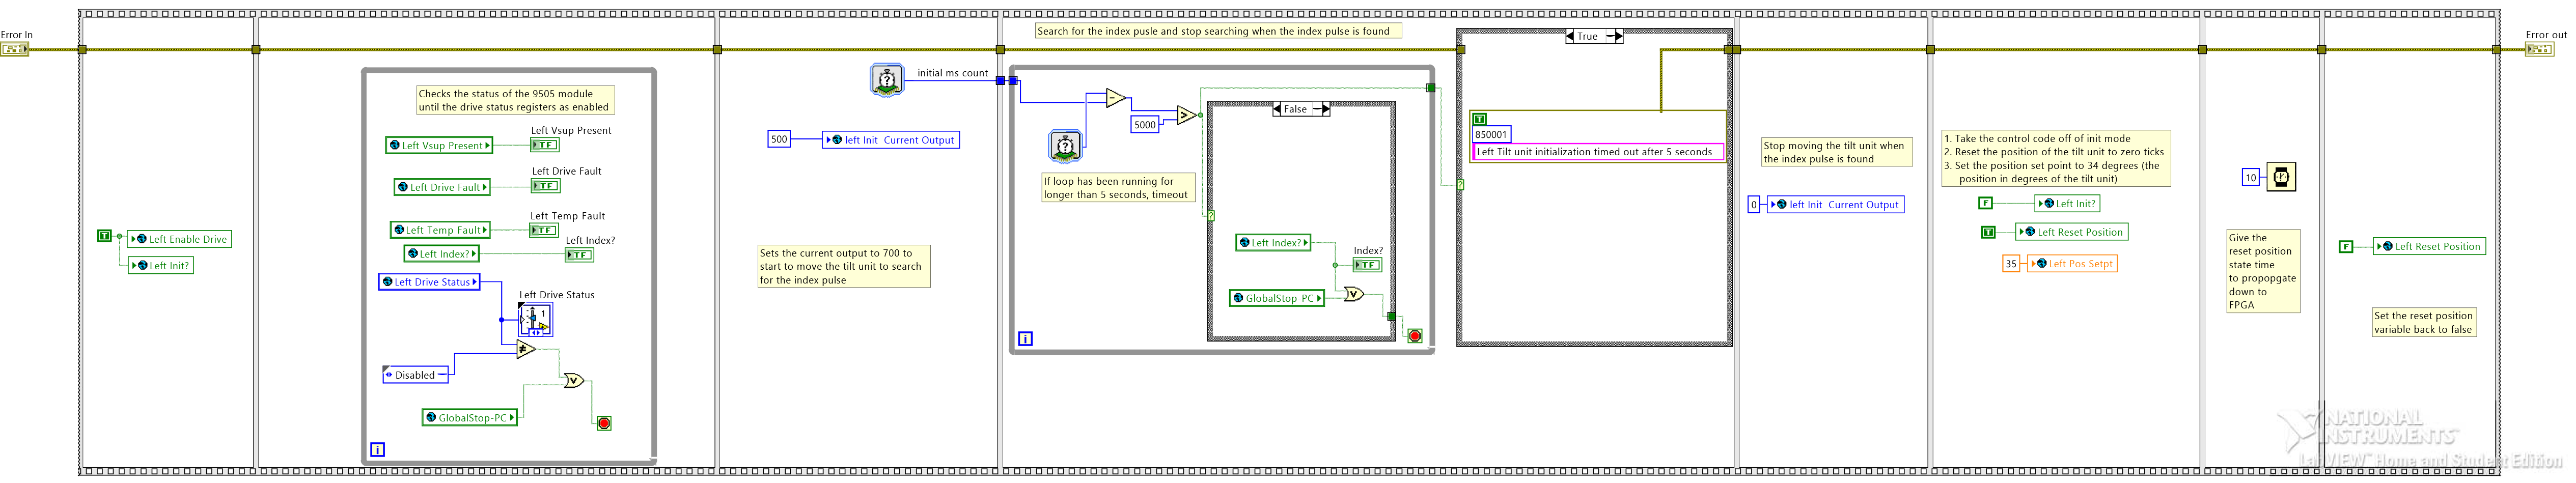 Error In
T
Left Enable Drive
Left Init?
Checks the status of the 9505 module
until the drive status registers as enabled
Left Vsup Present
Left Vsup Present
TF
Left Drive Fault
Left Drive Fault
TF
Left Temp Fault
Left Temp Fault
TF
Left Index?
Left Index?
TF
Left Drive Status
Left Drive Status
1
Disabled
GlobalStop-PC
i
initial ms count
500
left Init Current Output
Sets the current output to 700 to
start to move the tilt unit to search
for the index pulse
Search for the index pusle and stop searching when the index pulse is found
5000
If loop has been running for
longer than 5 seconds, timeout
i
False
Left Index?
Index?
TF
GlobalStop-PC
True
T
850001
Left Tilt unit initialization timed out after 5 seconds
Stop moving the tilt unit when
the index pulse is found
0
left Init Current Output
1. Take the control code off of init mode
2. Reset the position of the tilt unit to zero ticks
3. Set the position set point to 34 degrees (the
position in degrees of the tilt unit)
F
Left Init?
T
Left Reset Position
35
Left Pos Setpt
10
Give the
reset position
state time
to propopgate
down to
FPGA
F
Left Reset Position
Set the reset position
variable back to false
Error out
NATIONAL
INSTRUMENTS™
LabVIEW™ Home and Student Edition